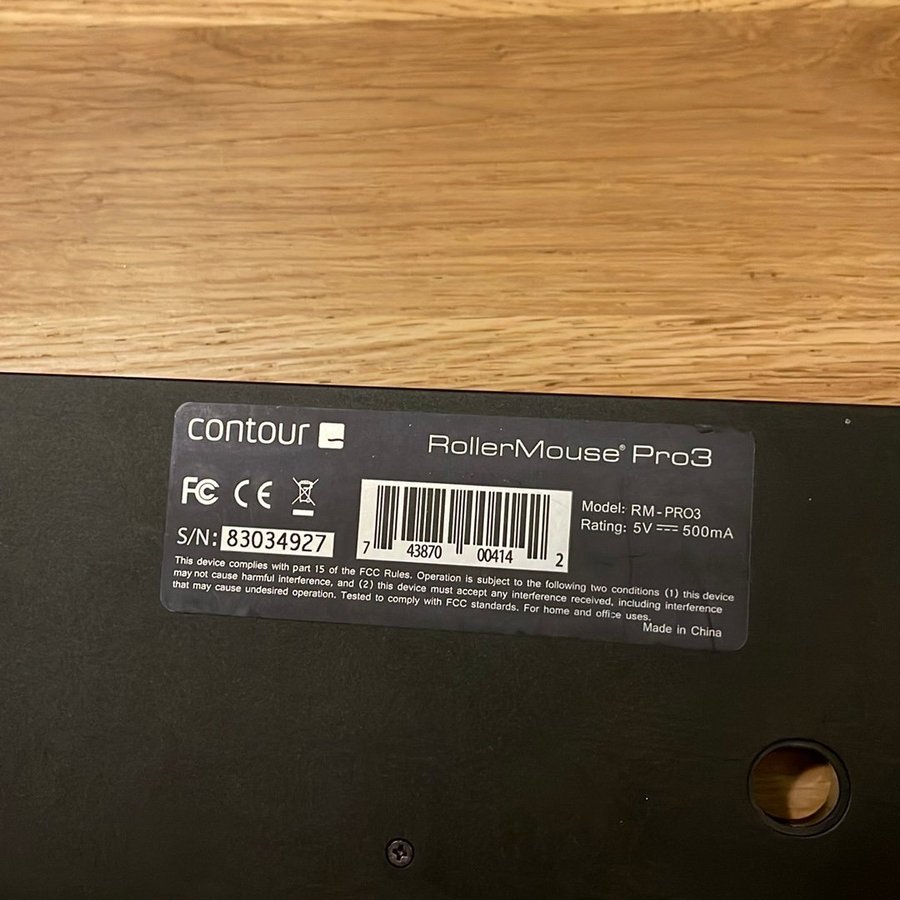 contour
RollerMouse® Pro3
FC CE
Model: RM-PRO3
Rating: 5V ⎓ 500mA
S/N: 83034927
7 43870 00414 2
This device complies with part 15 of the FCC Rules. Operation is subject to the following two conditions (1) this device
may not cause harmful interference, and (2) this device must accept any interference received, including interference
that may cause undesired operation. Tested to comply with FCC standards. For home and office uses.
Made in China